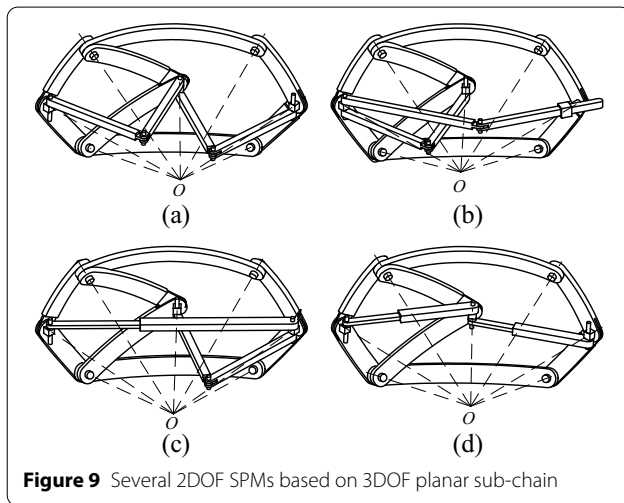 O
O
(a)
(b)
O
O
(c)
(d)
Figure 9 Several 2DOF SPMs based on 3DOF planar sub-chain